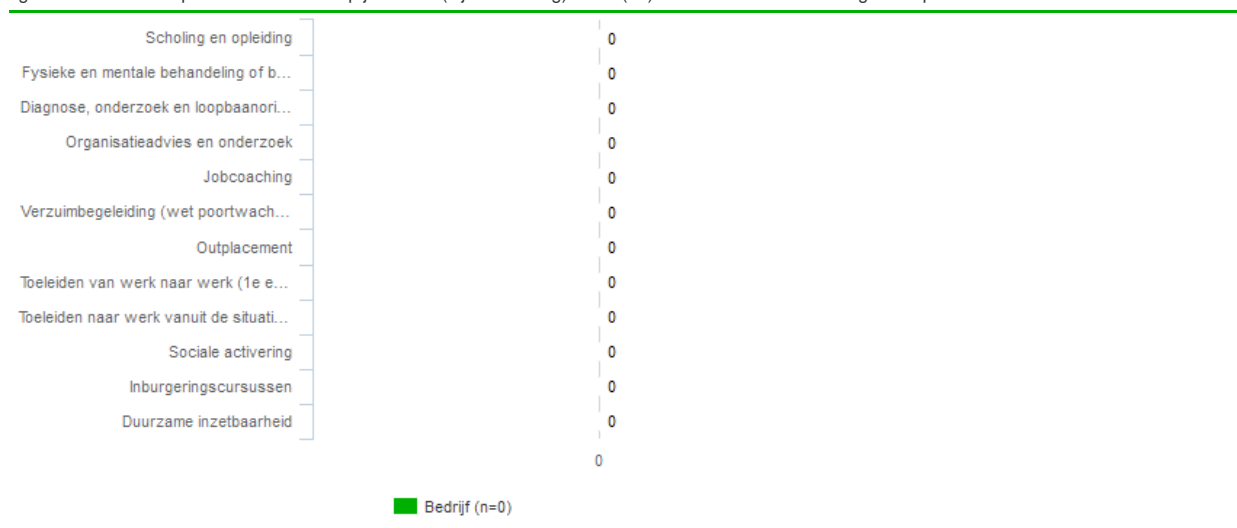 Scholing en opleiding 0
Fysieke en mentale behandeling of b... 0
Diagnose, onderzoek en loopbaanori... 0
Organisatieadvies en onderzoek 0
Jobcoaching 0
Verzuimbegeleiding (wet poortwach... 0
Outplacement 0
Toeleiden van werk naar werk (1e e... 0
Toeleiden naar werk vanuit de situati... 0
Sociale activering 0
Inburgeringscursussen 0
Duurzame inzetbaarheid 0
0
Bedrijf (n=0)